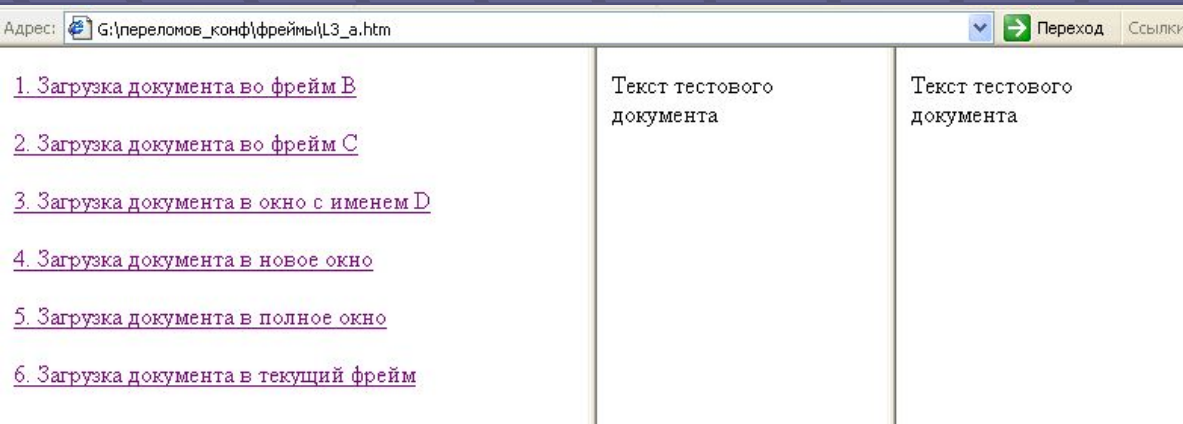 Адрес: G:\переломов_конф\фреймы\L3_a.htm Переход Ссылки
1. Загрузка документа во фрейм B
2. Загрузка документа во фрейм C
3. Загрузка документа в окно с именем D
4. Загрузка документа в новое окно
5. Загрузка документа в полное окно
6. Загрузка документа в текущий фрейм
Текст тестового
документа
Текст тестового
документа